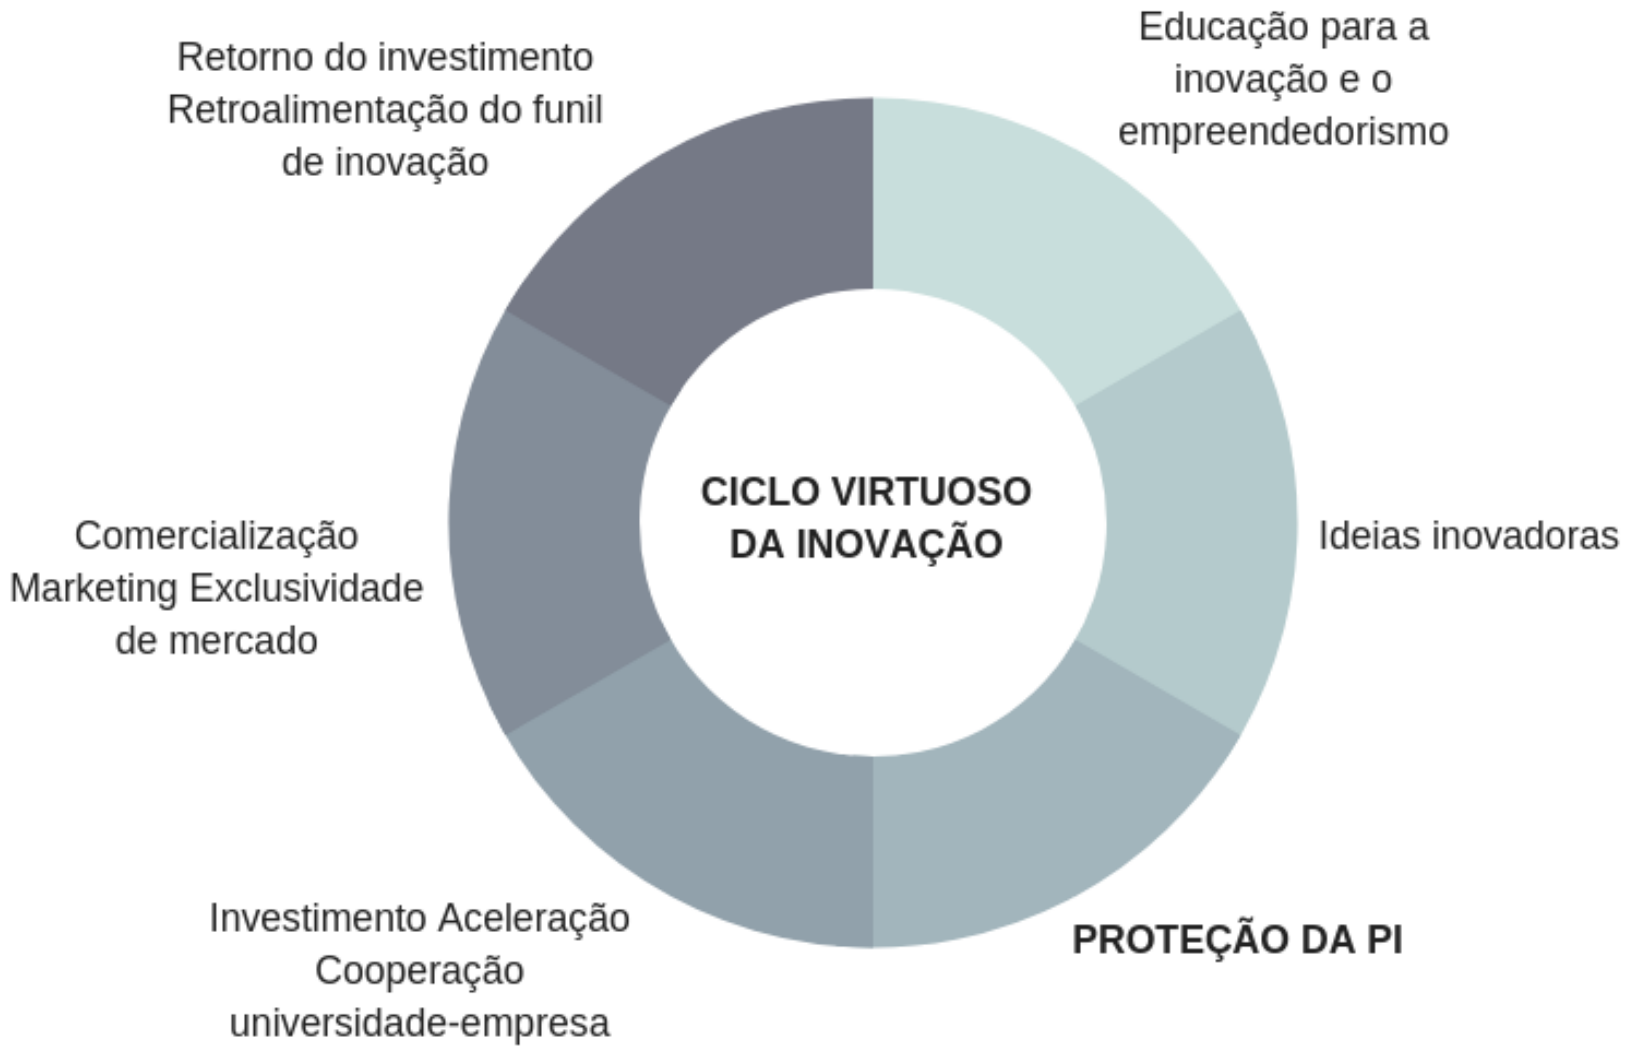 Retorno do investimento
Retroalimentação do funil
de inovação
Educação para a
inovação e o
empreendedorismo
CICLO VIRTUOSO
DA INOVAÇÃO
Ideias inovadoras
Comercialização
Marketing Exclusividade
de mercado
PROTEÇÃO DA PI
Investimento Aceleração
Cooperação
universidade-empresa